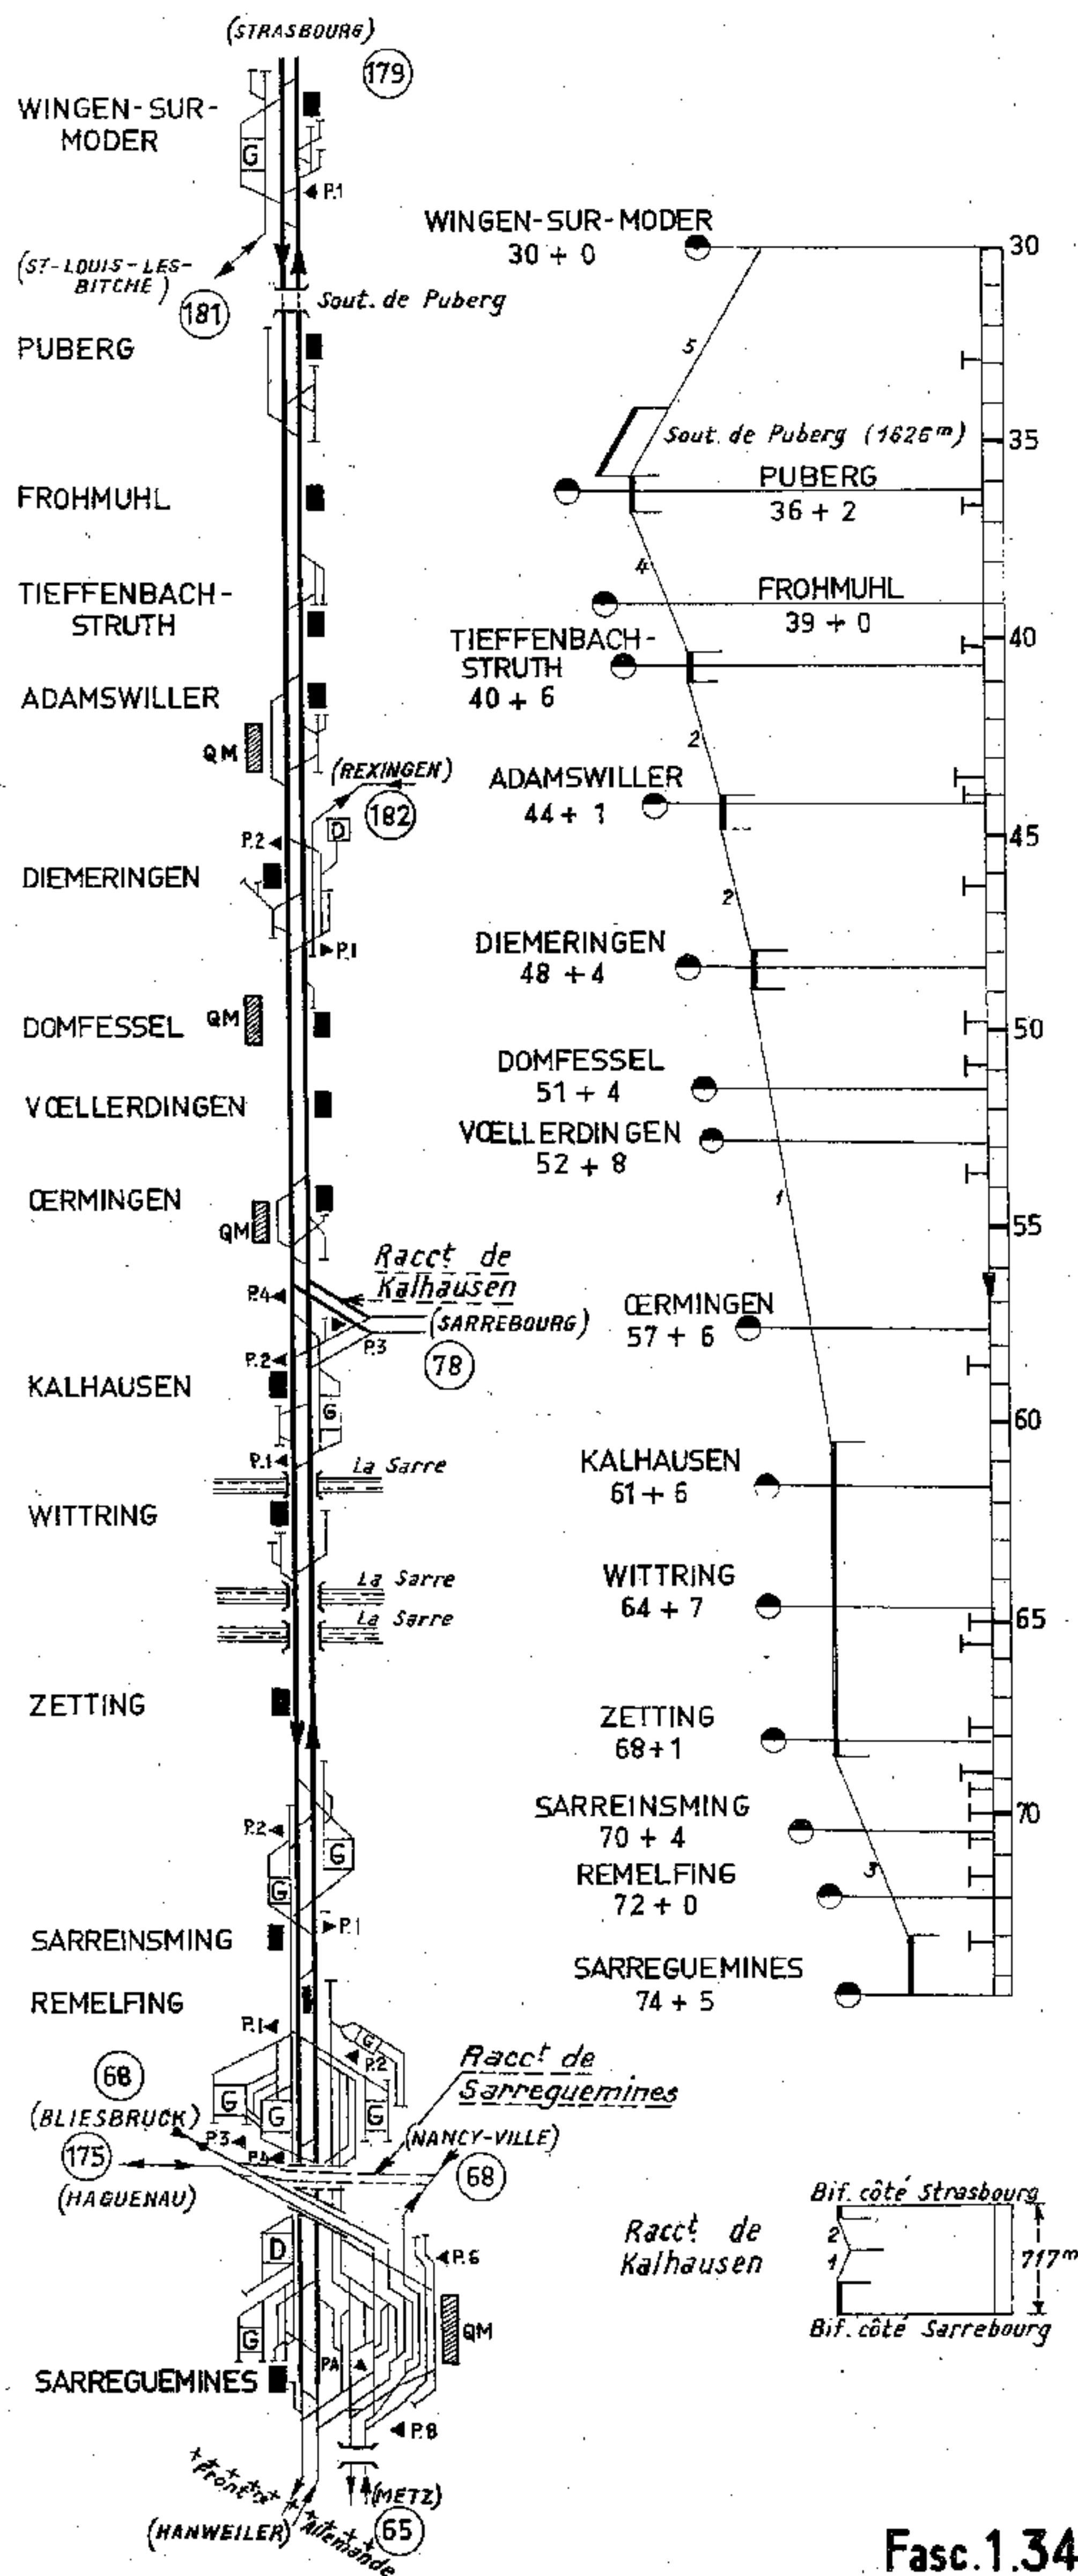 (STRASBOURG)
179
WINGEN-SUR-
MODER
G
P.1
(ST-LOUIS-LES-
BITCHE)
181
Sout. de Puberg
PUBERG
FROHMUHL
TIEFFENBACH-
STRUTH
ADAMSWILLER
QM
(REXINGEN)
182
D
P.2
DIEMERINGEN
P.1
DOMFESSEL
QM
VŒLLERDINGEN
ŒRMINGEN
QM
Racct de
Kalhausen
P.4
(SARREBOURG)
P.3
78
P.2
KALHAUSEN
G
P.1
La Sarre
WITTRING
La Sarre
La Sarre
ZETTING
P.2
G
G
P.1
SARREINSMING
REMELFING
P.1
G
P.2
Racct de
Sarreguemines
68
(BLIESBRUCK)
G
G
G
P.3
P.4
(NANCY-VILLE)
175
(HAGUENAU)
68
D
P.6
G
QM
PA
SARREGUEMINES
P.8
Frontre
Allemande
(METZ)
65
(HANWEILER)
WINGEN-SUR-MODER
30 + 0
30
5
Sout. de Puberg (1626m)
35
PUBERG
36 + 2
4
FROHMUHL
39 + 0
TIEFFENBACH-
STRUTH
40 + 6
40
2
ADAMSWILLER
44 + 1
45
2
DIEMERINGEN
48 + 4
50
DOMFESSEL
51 + 4
VŒLLERDINGEN
52 + 8
1
55
ŒRMINGEN
57 + 6
60
KALHAUSEN
61 + 6
WITTRING
64 + 7
65
ZETTING
68+1
SARREINSMING
70 + 4
70
3
REMELFING
72 + 0
SARREGUEMINES
74 + 5
Bif. côté Strasbourg
Racct de
Kalhausen
2
1
717m
Bif. côté Sarrebourg
Fasc.1.34